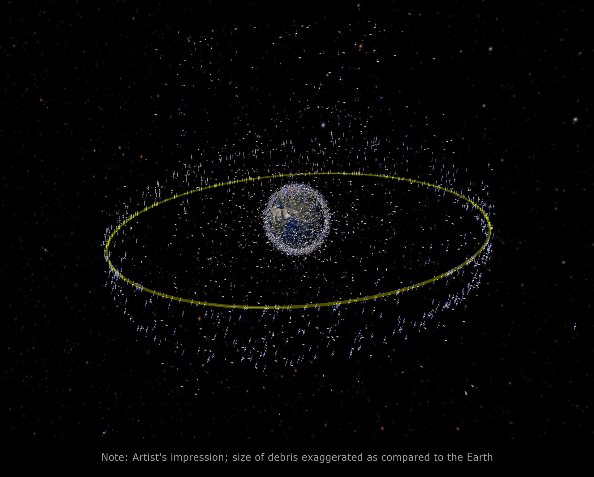 Note: Artist's impression; size of debris exaggerated as compared to the Earth